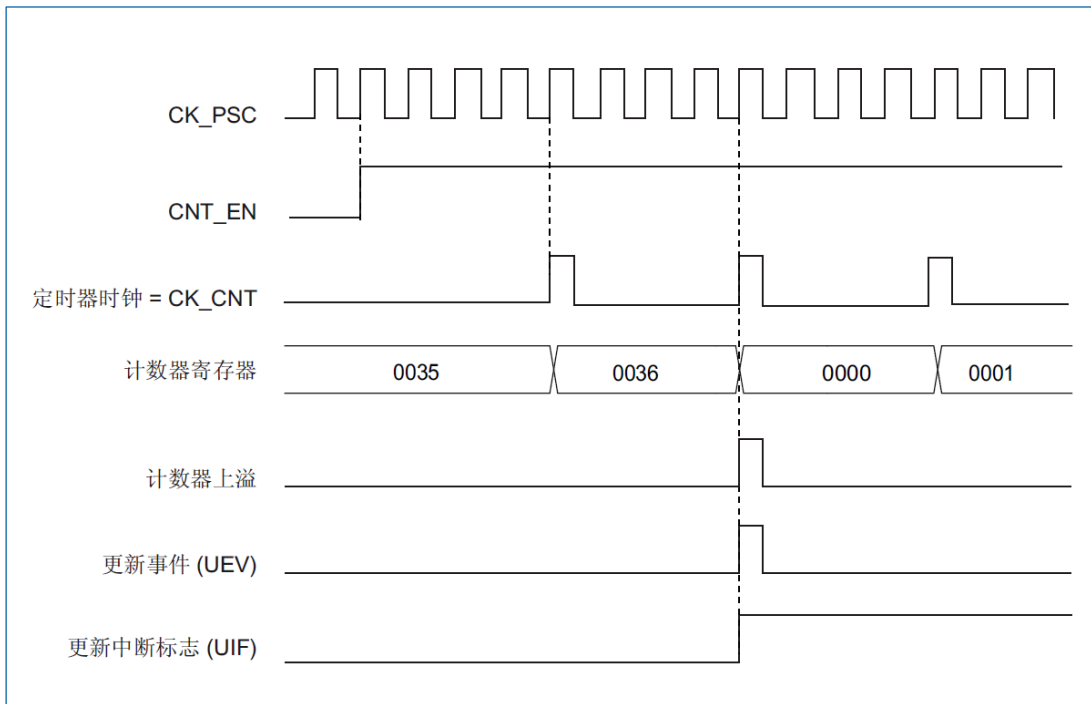 CK_PSC
CNT_EN
定时器时钟 = CK_CNT
计数器寄存器
0035
0036
0000
0001
计数器上溢
更新事件 (UEV)
更新中断标志 (UIF)